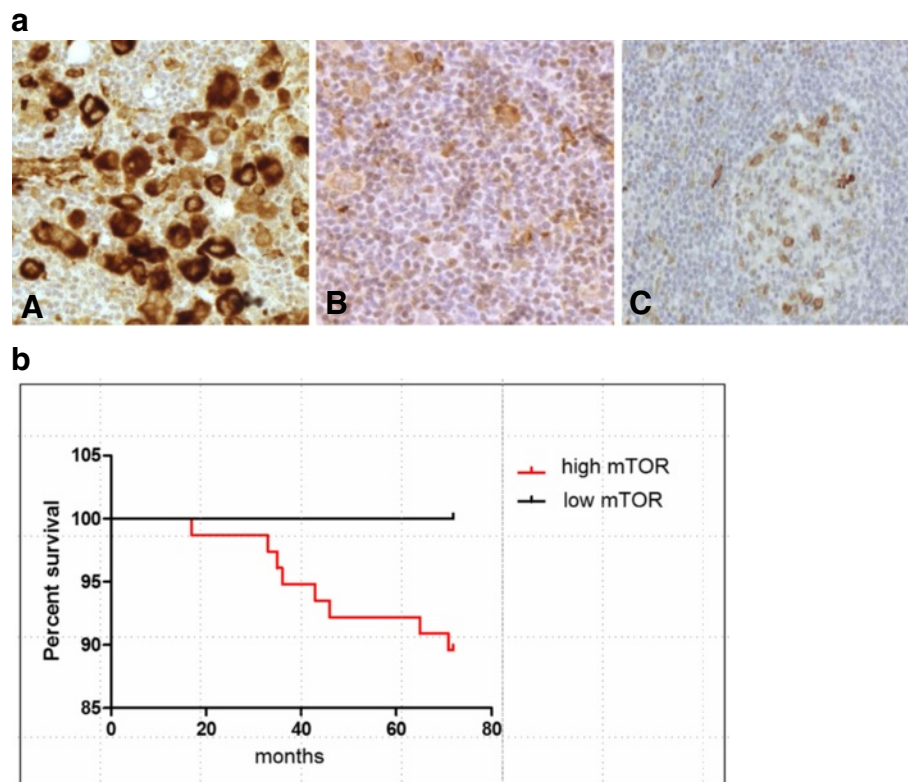 a
A B C
b
105
100
95
90
85
Percent survival
0 20 40 60 80
months
high mTOR
low mTOR